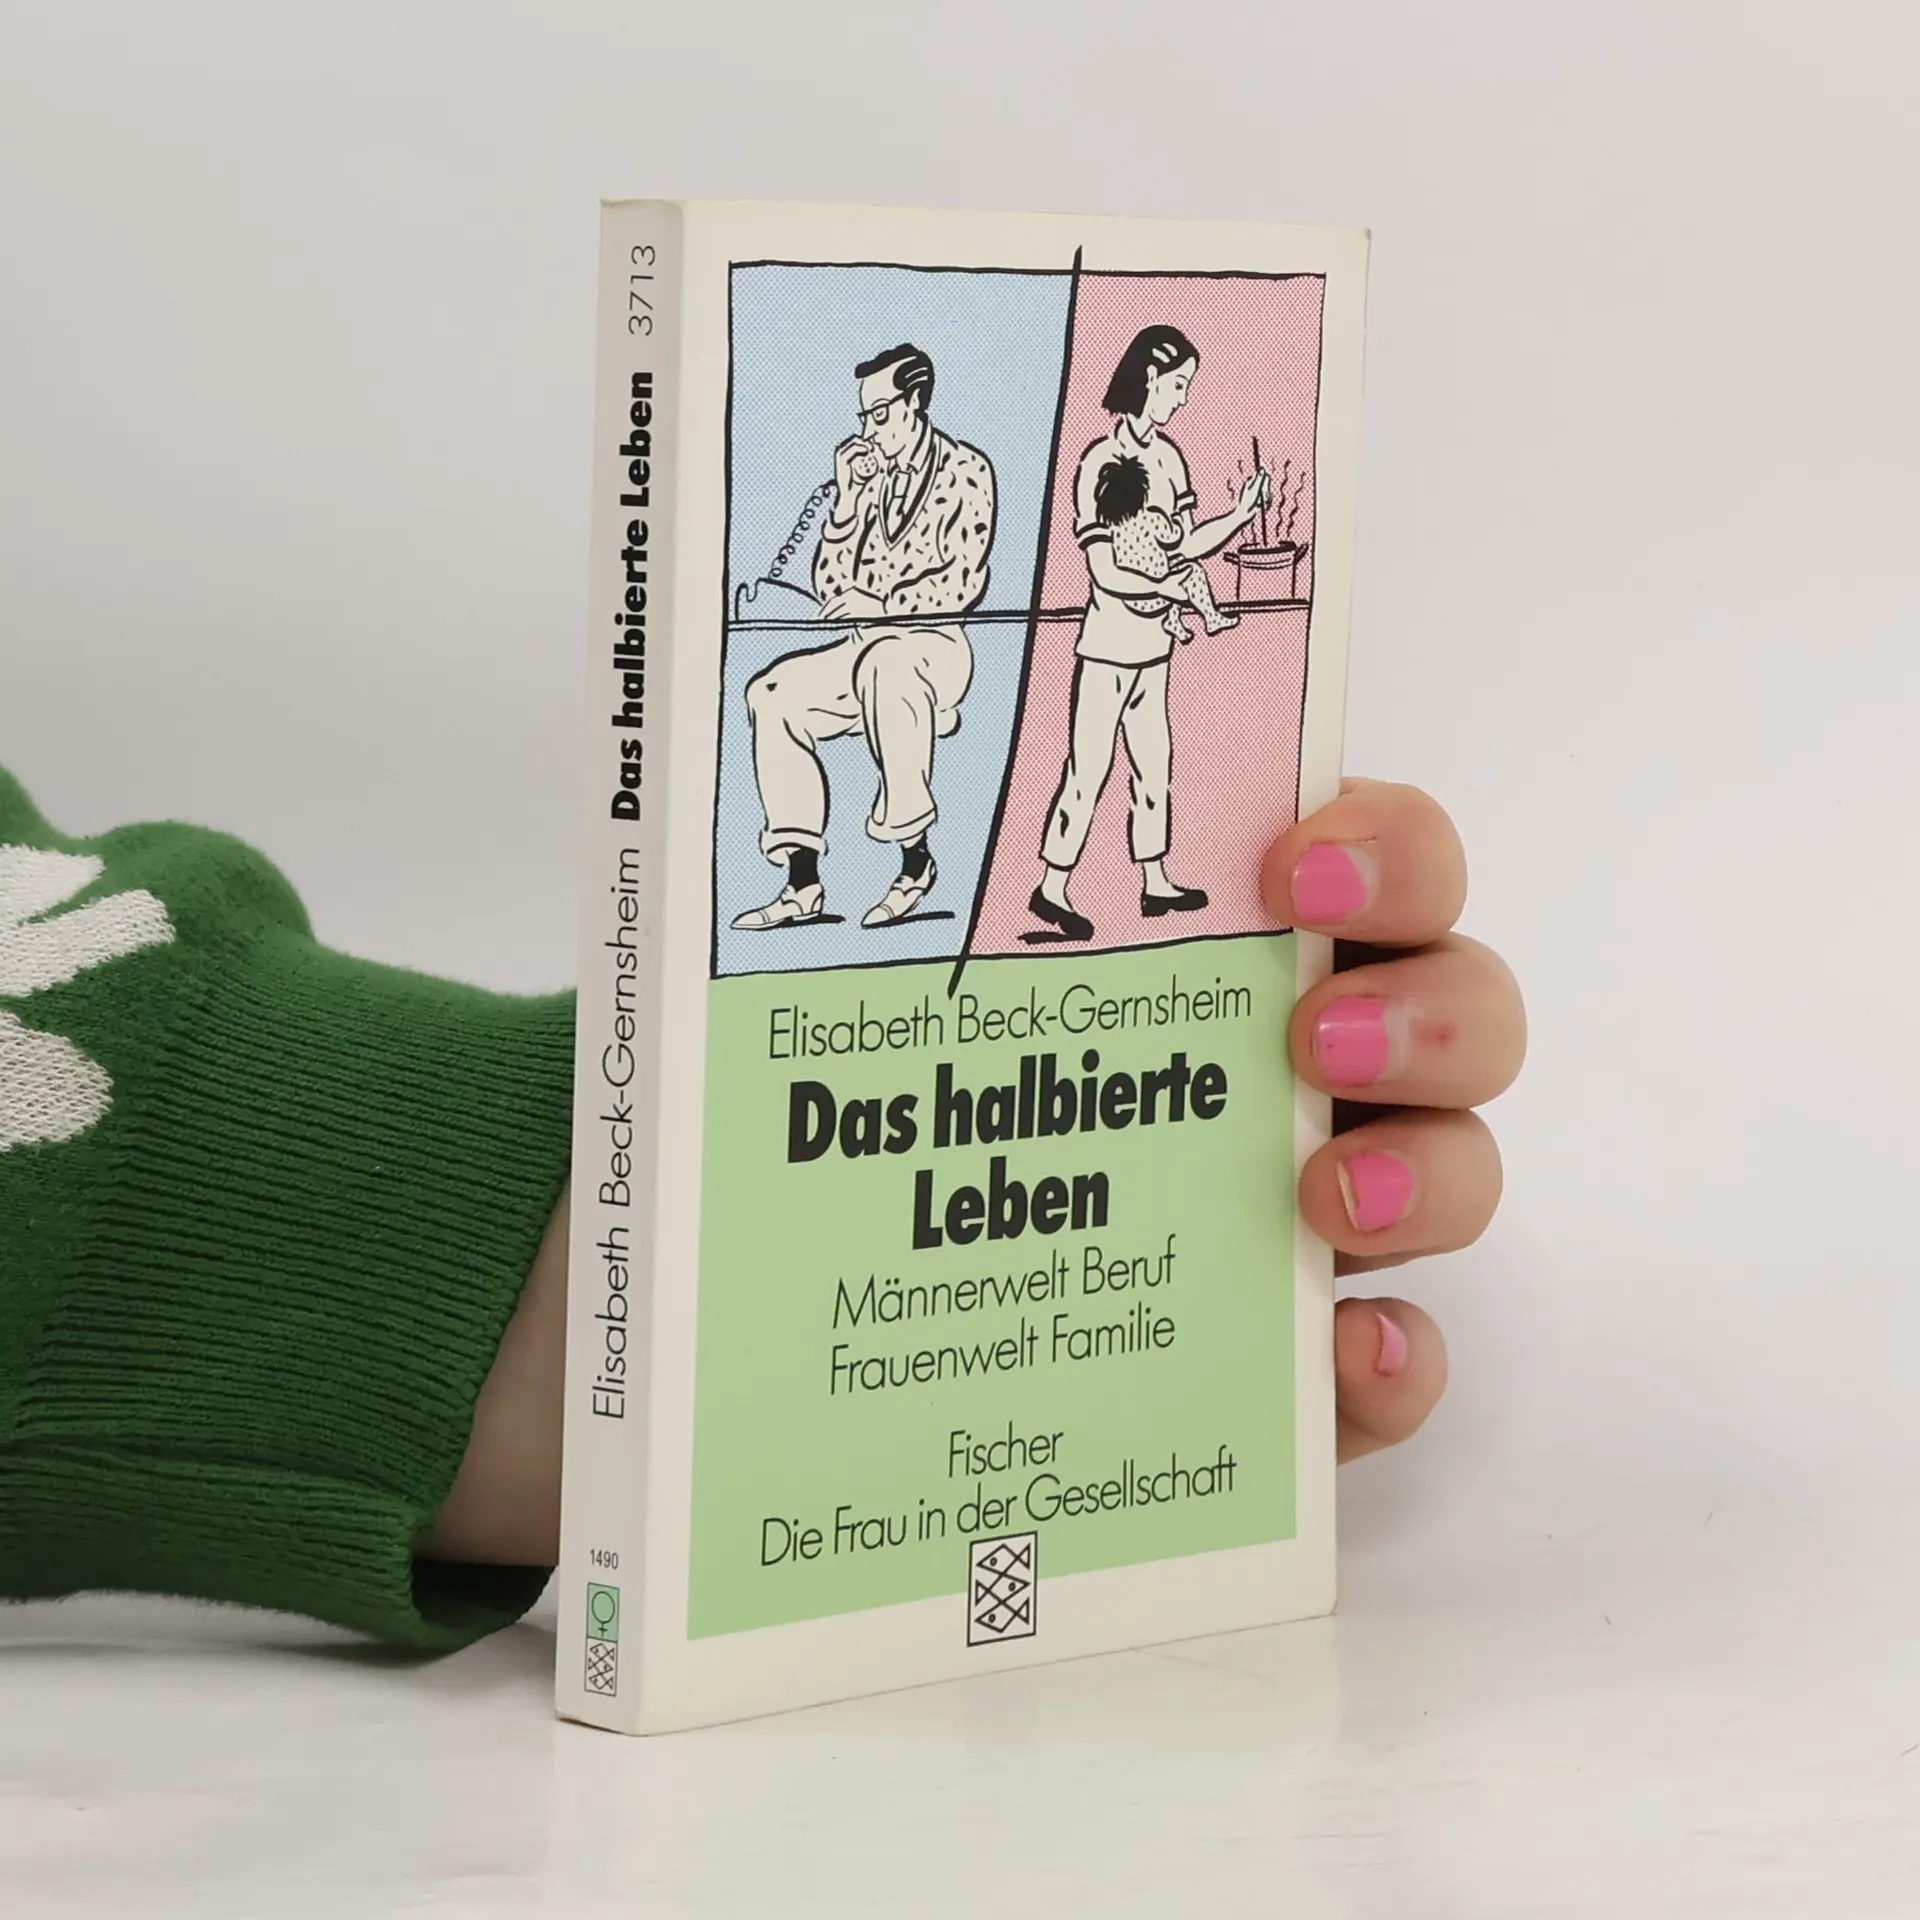 Elisabeth Beck-Gernsheim Das halbierte Leben 3713
1490
Elisabeth Beck-Gernsheim
Das halbierte
Leben
Männerwelt Beruf
Frauenwelt Familie
Fischer
Die Frau in der Gesellschaft